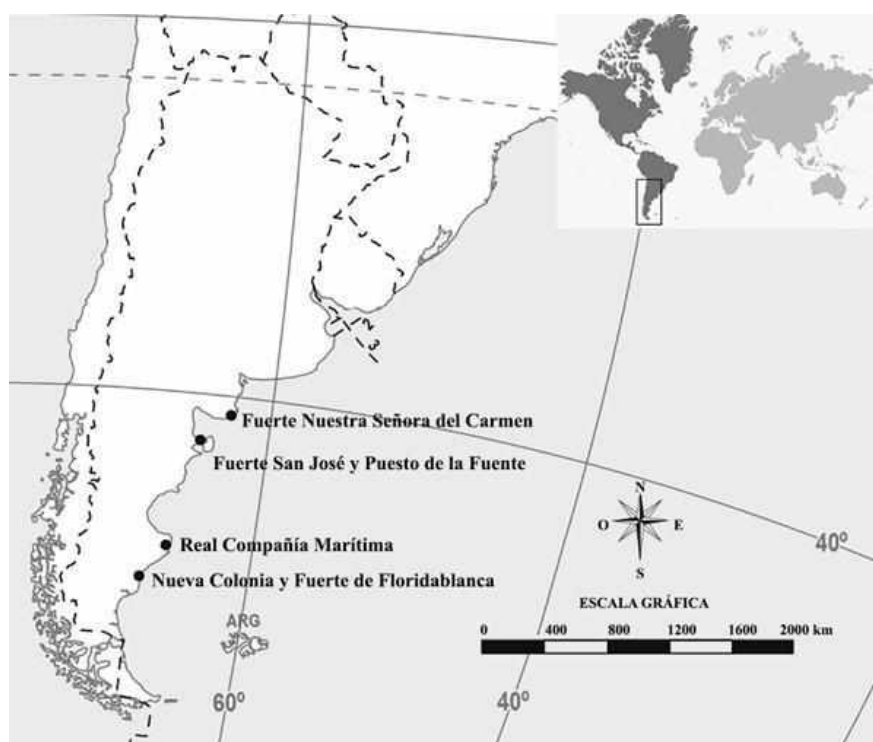 2
3
Fuerte Nuestra Señora del Carmen
Fuerte San José y Puesto de la Fuente
N
O E
S
40º
Real Compañía Marítima
Nueva Colonia y Fuerte de Floridablanca
ESCALA GRÁFICA
0 400 800 1200 1600 2000 km
ARG
60º
40º